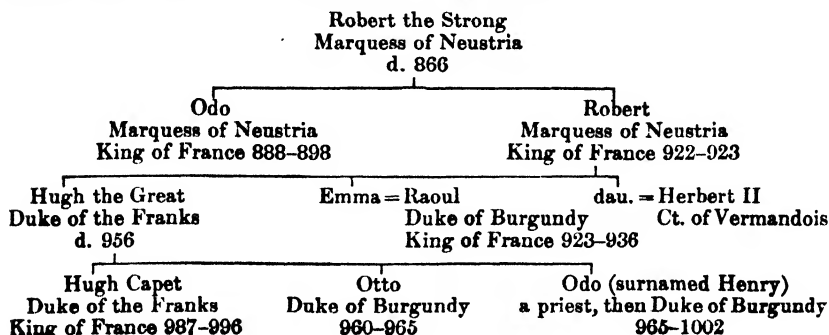 Robert the Strong
Marquess of Neustria
d. 866
Odo Robert
Marquess of Neustria Marquess of Neustria
King of France 888–898 King of France 922–923
Hugh the Great Emma = Raoul dau. = Herbert II
Duke of the Franks Duke of Burgundy Ct. of Vermandois
d. 956 King of France 923–936
Hugh Capet Otto Odo (surnamed Henry)
Duke of the Franks Duke of Burgundy a priest, then Duke of Burgundy
King of France 987–996 960–965 965–1002